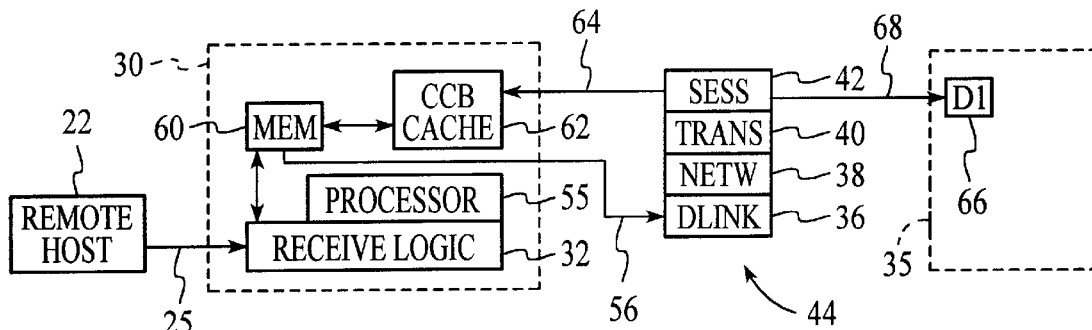 64
68
30
42
SESS
D1
CCB
CACHE
60
MEM
62
TRANS
40
22
NETW
38
66
PROCESSOR
55
DLINK
36
REMOTE
HOST
RECEIVE LOGIC
32
35
25
56
44